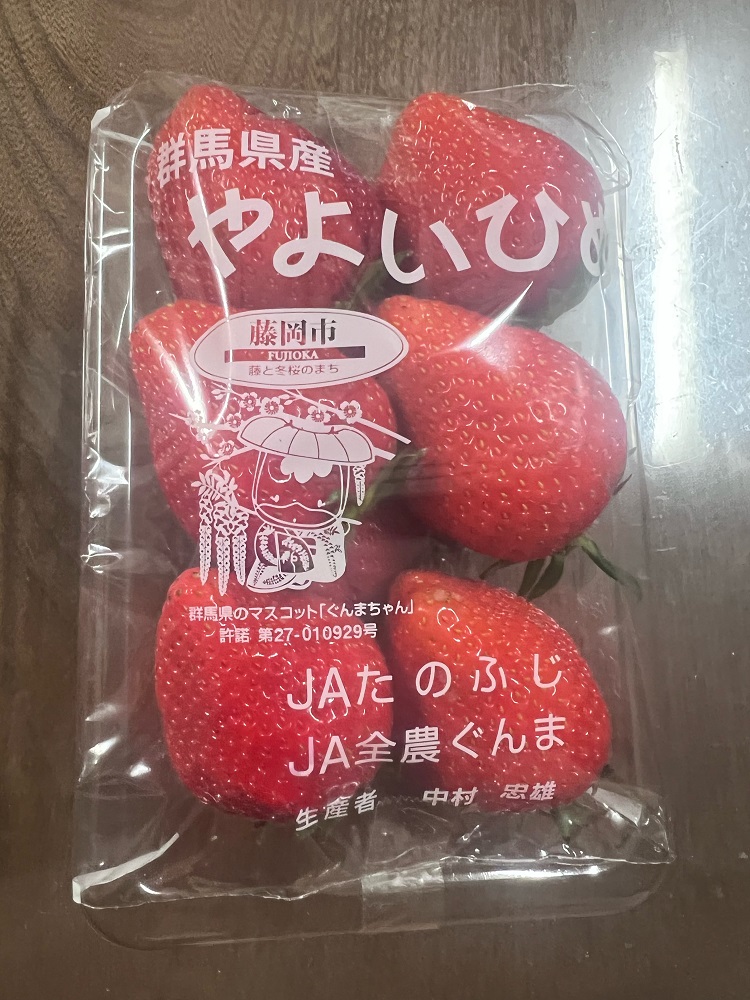 群馬県産
やよいひめ
藤岡市
FUJIOKA
藤と冬桜のまち
群馬県のマスコット「ぐんまちゃん」
許諾 第27-010929号
JAたのふじ
JA全農ぐんま
生産者 中村 忠雄